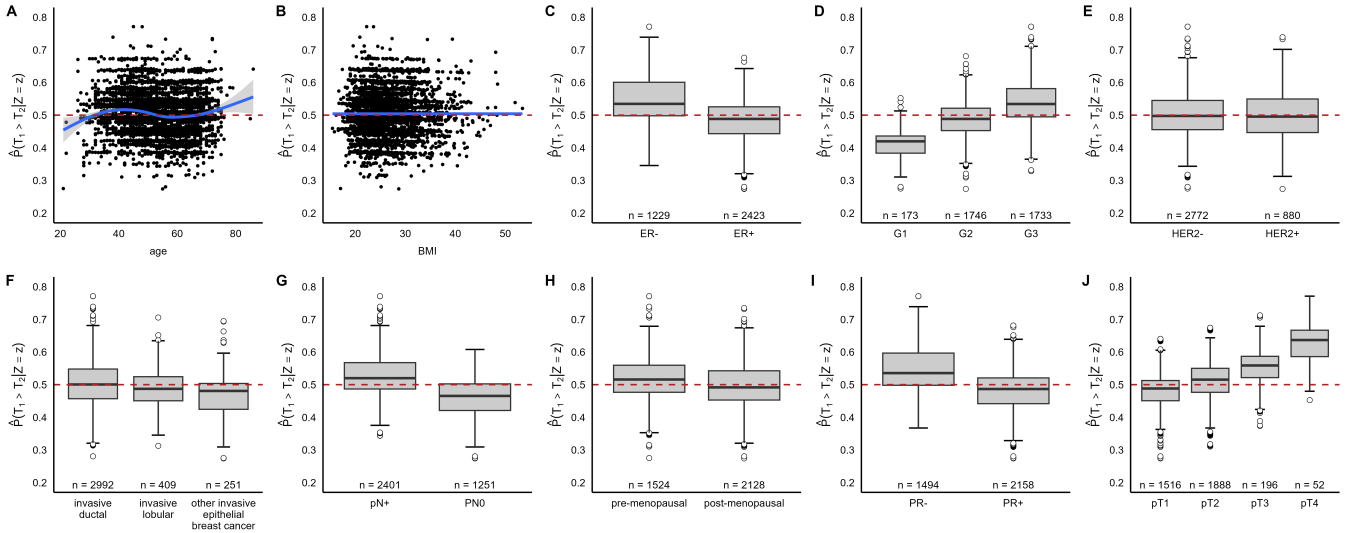 A
0.8
0.7
0.6
0.5
0.4
0.3
0.2
P̂(T₁ > T₂|Z = z)
20 40 60 80
age
B
0.8
0.7
0.6
0.5
0.4
0.3
0.2
P̂(T₁ > T₂|Z = z)
20 30 40 50
BMI
C
0.8
0.7
0.6
0.5
0.4
0.3
0.2
P̂(T₁ > T₂|Z = z)
n = 1229 n = 2423
ER- ER+
D
0.8
0.7
0.6
0.5
0.4
0.3
0.2
P̂(T₁ > T₂|Z = z)
n = 173 n = 1746 n = 1733
G1 G2 G3
E
0.8
0.7
0.6
0.5
0.4
0.3
0.2
P̂(T₁ > T₂|Z = z)
n = 2772 n = 880
HER2- HER2+
F
0.8
0.7
0.6
0.5
0.4
0.3
0.2
P̂(T₁ > T₂|Z = z)
n = 2992 n = 409 n = 251
invasive invasive other invasive
ductal lobular epithelial
breast cancer
G
0.8
0.7
0.6
0.5
0.4
0.3
0.2
P̂(T₁ > T₂|Z = z)
n = 2401 n = 1251
pN+ PN0
H
0.8
0.7
0.6
0.5
0.4
0.3
0.2
P̂(T₁ > T₂|Z = z)
n = 1524 n = 2128
pre-menopausal post-menopausal
I
0.8
0.7
0.6
0.5
0.4
0.3
0.2
P̂(T₁ > T₂|Z = z)
n = 1494 n = 2158
PR- PR+
J
0.8
0.7
0.6
0.5
0.4
0.3
0.2
P̂(T₁ > T₂|Z = z)
n = 1516 n = 1888 n = 196 n = 52
pT1 pT2 pT3 pT4